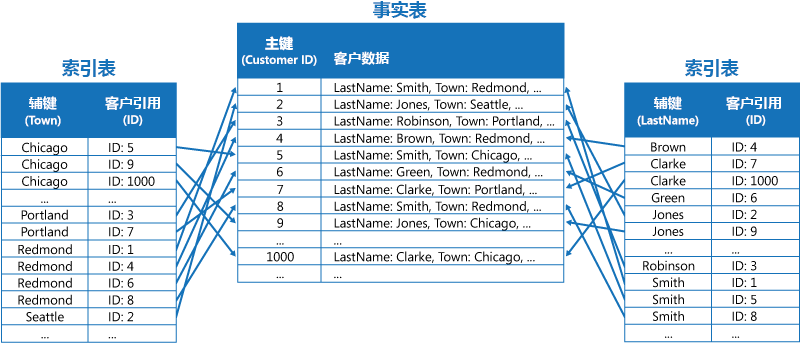 事实表
索引表
索引表
主键
(Customer ID)
客户数据
1 LastName: Smith, Town: Redmond, ...
2 LastName: Jones, Town: Seattle, ...
3 LastName: Robinson, Town: Portland, ...
4 LastName: Brown, Town: Redmond, ...
5 LastName: Smith, Town: Chicago, ...
6 LastName: Green, Town: Redmond, ...
7 LastName: Clarke, Town: Portland, ...
8 LastName: Smith, Town: Redmond, ...
9 LastName: Jones, Town: Chicago, ...
... ...
1000 LastName: Clarke, Town: Chicago, ...
... ...
辅键 客户引用
(Town) (ID)
Chicago ID: 5
Chicago ID: 9
Chicago ID: 1000
... ...
Portland ID: 3
Portland ID: 7
Redmond ID: 1
Redmond ID: 4
Redmond ID: 6
Redmond ID: 8
Seattle ID: 2
... ...
辅键 客户引用
(LastName) (ID)
Brown ID: 4
Clarke ID: 7
Clarke ID: 1000
Green ID: 6
Jones ID: 2
Jones ID: 9
... ...
Robinson ID: 3
Smith ID: 1
Smith ID: 5
Smith ID: 8
... ...